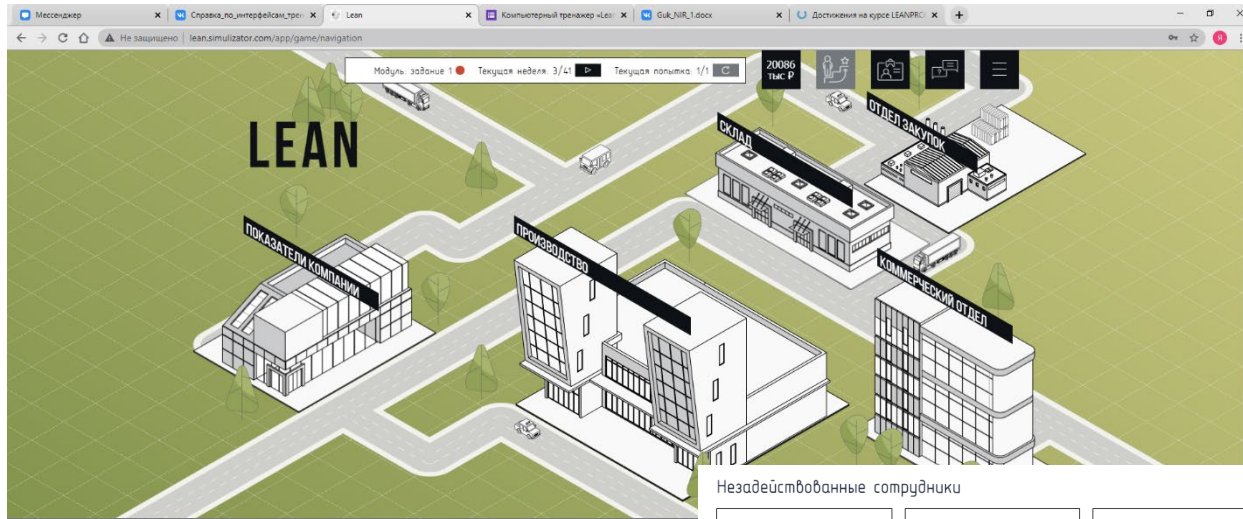 Мессенджер
Справка_по_интерфейсам_трен
Lean
Компьютерный тренажер «Lea
Guk_NIR_1.docx
Достижения на курсе LEANPRO
Не защищено | lean.simulizator.com/app/game/navigation
Я
Модуль: задание 1
Текущая неделя: 3/41
Текущая попытка: 1/1
20086
тыс ₽
LEAN
СКЛАД
ОТДЕЛ ЗАКУПОК
ПОКАЗАТЕЛИ КОМПАНИИ
ПРОИЗВОДСТВО
КОММЕРЧЕСКИЙ ОТДЕЛ
Незадействованные сотрудники